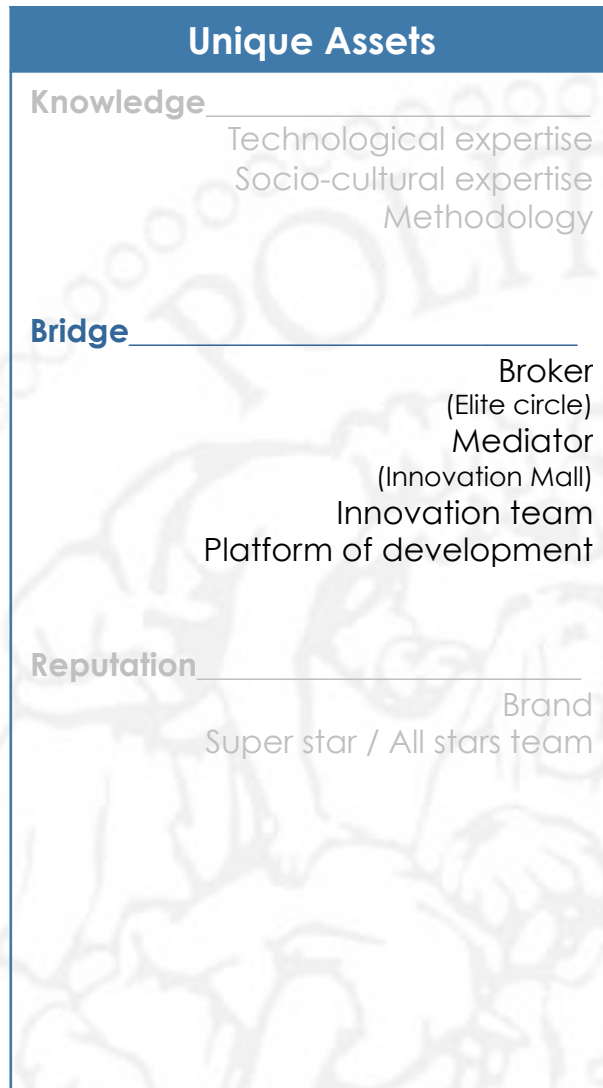 Unique Assets
Knowledge
Technological expertise
Socio-cultural expertise
Methodology
Bridge
Broker
(Elite circle)
Mediator
(Innovation Mall)
Innovation team
Platform of development
Reputation
Brand
Super star / All stars team
POLIT